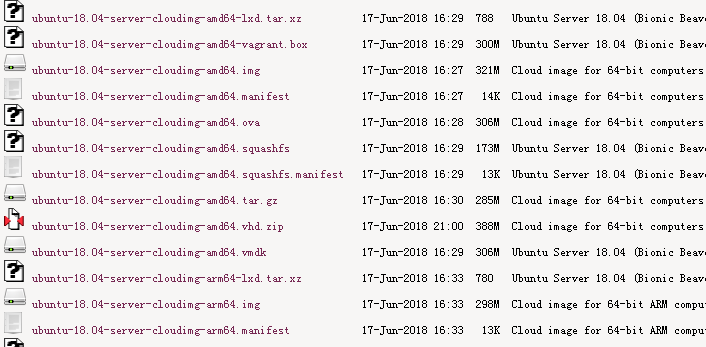 ubuntu-18.04-server-cloudimg-amd64-lxd.tar.xz 17-Jun-2018 16:29 788 Ubuntu Server 18.04 (Bionic Beav
ubuntu-18.04-server-cloudimg-amd64-vagrant.box 17-Jun-2018 16:29 300M Ubuntu Server 18.04 (Bionic Beav
ubuntu-18.04-server-cloudimg-amd64.img 17-Jun-2018 16:27 321M Cloud image for 64-bit computers
ubuntu-18.04-server-cloudimg-amd64.manifest 17-Jun-2018 16:27 14K Cloud image for 64-bit computers
ubuntu-18.04-server-cloudimg-amd64.ova 17-Jun-2018 16:28 306M Cloud image for 64-bit computers
ubuntu-18.04-server-cloudimg-amd64.squashfs 17-Jun-2018 16:29 173M Ubuntu Server 18.04 (Bionic Beav
ubuntu-18.04-server-cloudimg-amd64.squashfs.manifest 17-Jun-2018 16:29 13K Ubuntu Server 18.04 (Bionic Beav
ubuntu-18.04-server-cloudimg-amd64.tar.gz 17-Jun-2018 16:30 285M Cloud image for 64-bit computers
ubuntu-18.04-server-cloudimg-amd64.vhd.zip 17-Jun-2018 21:00 388M Cloud image for 64-bit computers
ubuntu-18.04-server-cloudimg-amd64.vmdk 17-Jun-2018 16:29 306M Ubuntu Server 18.04 (Bionic Beav
ubuntu-18.04-server-cloudimg-arm64-lxd.tar.xz 17-Jun-2018 16:33 780 Ubuntu Server 18.04 (Bionic Beav
ubuntu-18.04-server-cloudimg-arm64.img 17-Jun-2018 16:33 298M Cloud image for 64-bit ARM compu
ubuntu-18.04-server-cloudimg-arm64.manifest 17-Jun-2018 16:33 13K Cloud image for 64-bit ARM compu